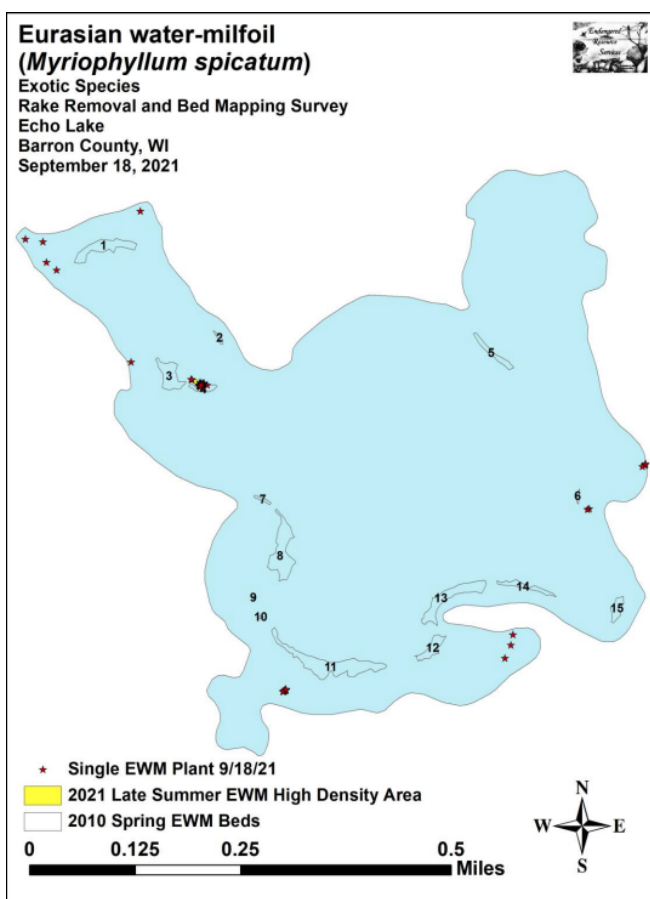 Eurasian water-milfoil
(Myriophyllum spicatum)
Exotic Species
Rake Removal and Bed Mapping Survey
Echo Lake
Barron County, WI
September 18, 2021
Endangered
Resource
Services
1
2
3
5
6
7
8
9
10
11
12
13
14
15
Single EWM Plant 9/18/21
2021 Late Summer EWM High Density Area
2010 Spring EWM Beds
N
W E
S
0 0.125 0.25 0.5
Miles